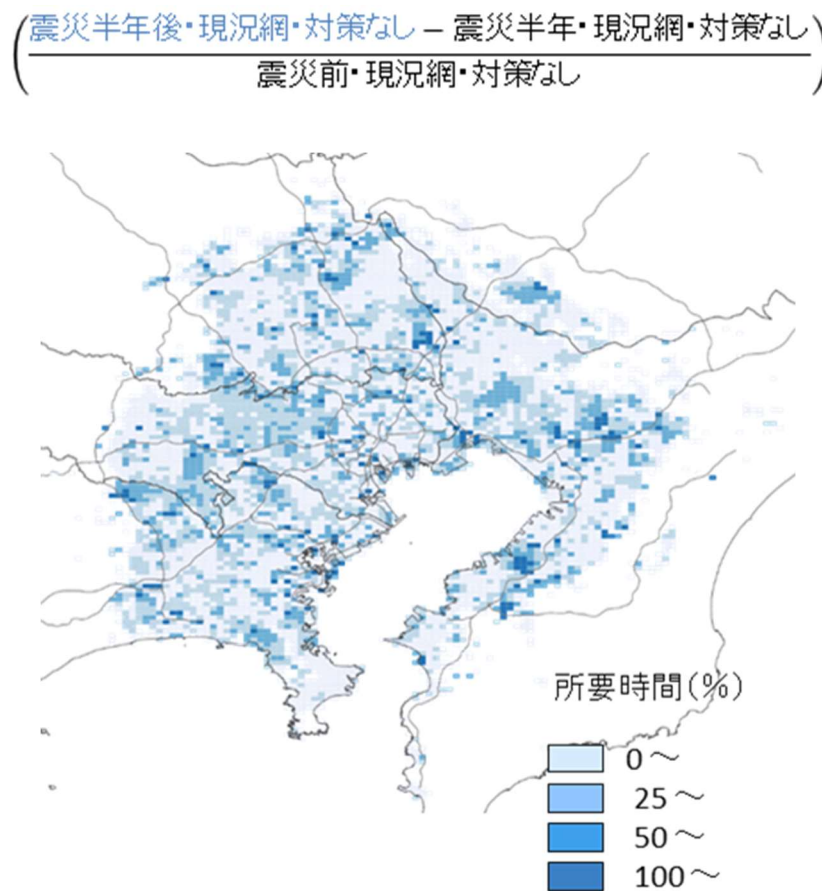 震災半年後・現況網・対策なし − 震災半年・現況網・対策なし
震災前・現況網・対策なし
所要時間(%)
0～
25～
50～
100～